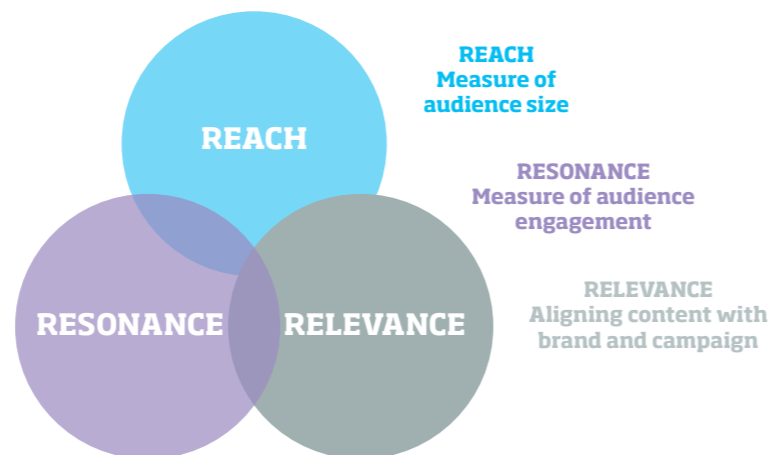 REACH
Measure of
audience size
REACH
RESONANCE
Measure of audience
engagement
RELEVANCE
Aligning content with
brand and campaign
RESONANCE
RELEVANCE